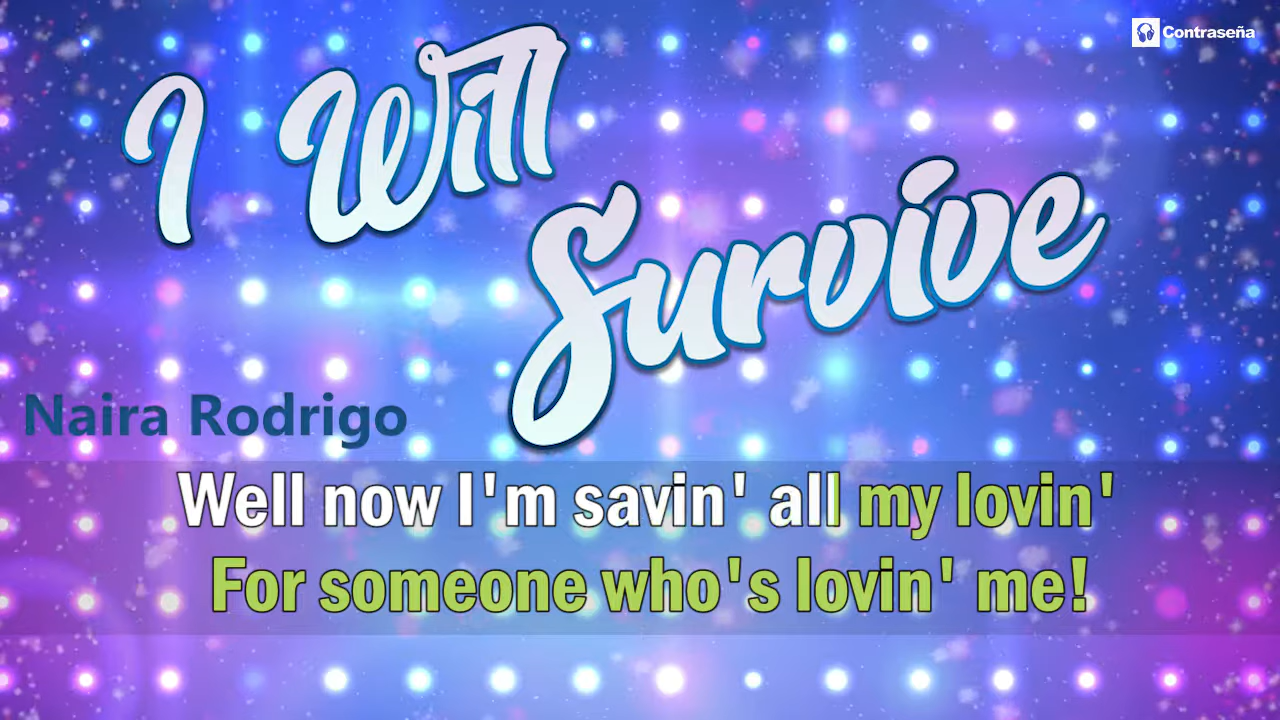 Contraseña
I Will
Survive
Naira Rodrigo
Well now I'm savin' all my lovin'
For someone who's lovin' me!